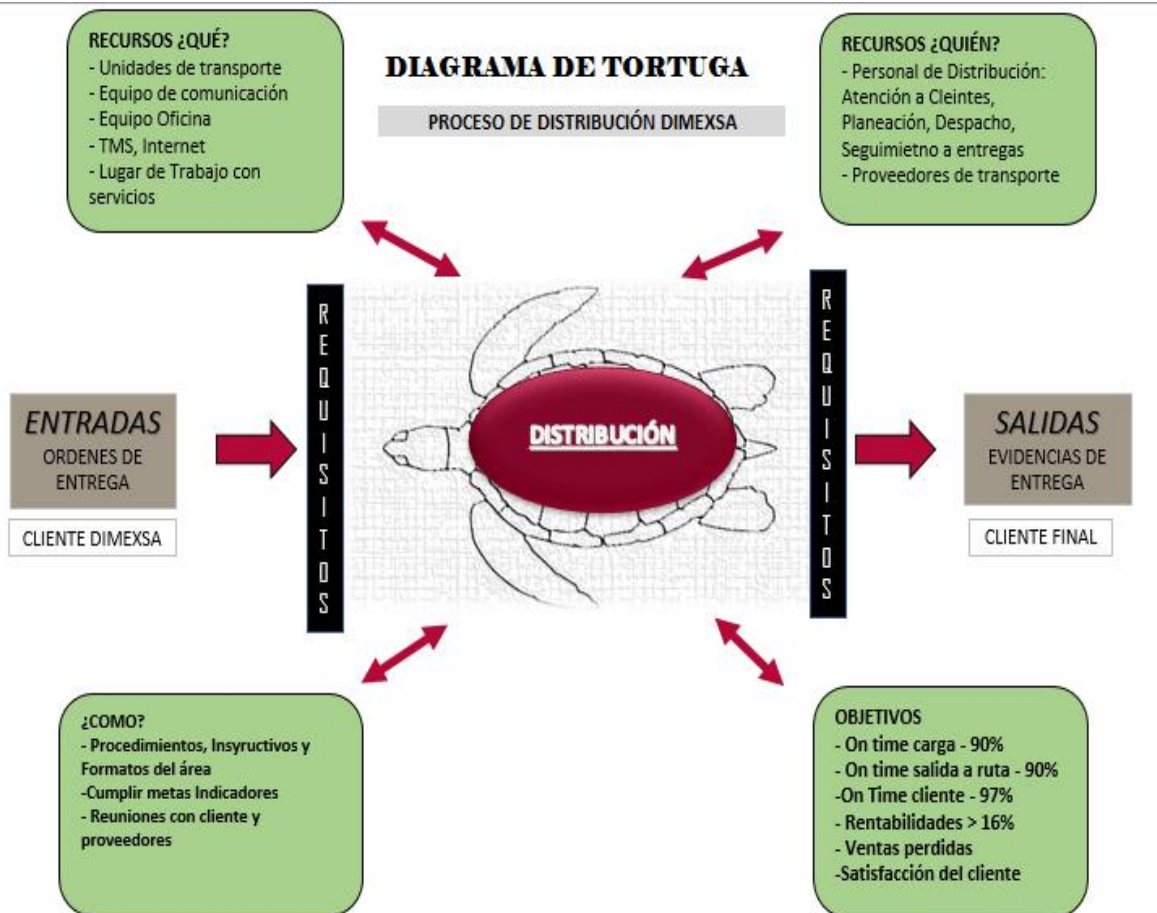 RECURSOS ¿QUÉ?
- Unidades de transporte
- Equipo de comunicación
- Equipo Oficina
- TMS, Internet
- Lugar de Trabajo con
servicios
DIAGRAMA DE TORTUGA
PROCESO DE DISTRIBUCIÓN DIMEXSA
RECURSOS ¿QUIÉN?
- Personal de Distribución:
Atención a Cleintes,
Planeación, Despacho,
Seguimietno a entregas
- Proveedores de transporte
ENTRADAS
ORDENES DE
ENTREGA
CLIENTE DIMEXSA
REQUISITOS
DISTRIBUCIÓN
REQUISITOS
SALIDAS
EVIDENCIAS DE
ENTREGA
CLIENTE FINAL
¿COMO?
- Procedimientos, Insyructivos y
Formatos del área
-Cumplir metas Indicadores
- Reuniones con cliente y
proveedores
OBJETIVOS
- On time carga - 90%
- On time salida a ruta - 90%
-On Time cliente - 97%
- Rentabilidades > 16%
- Ventas perdidas
-Satisfacción del cliente